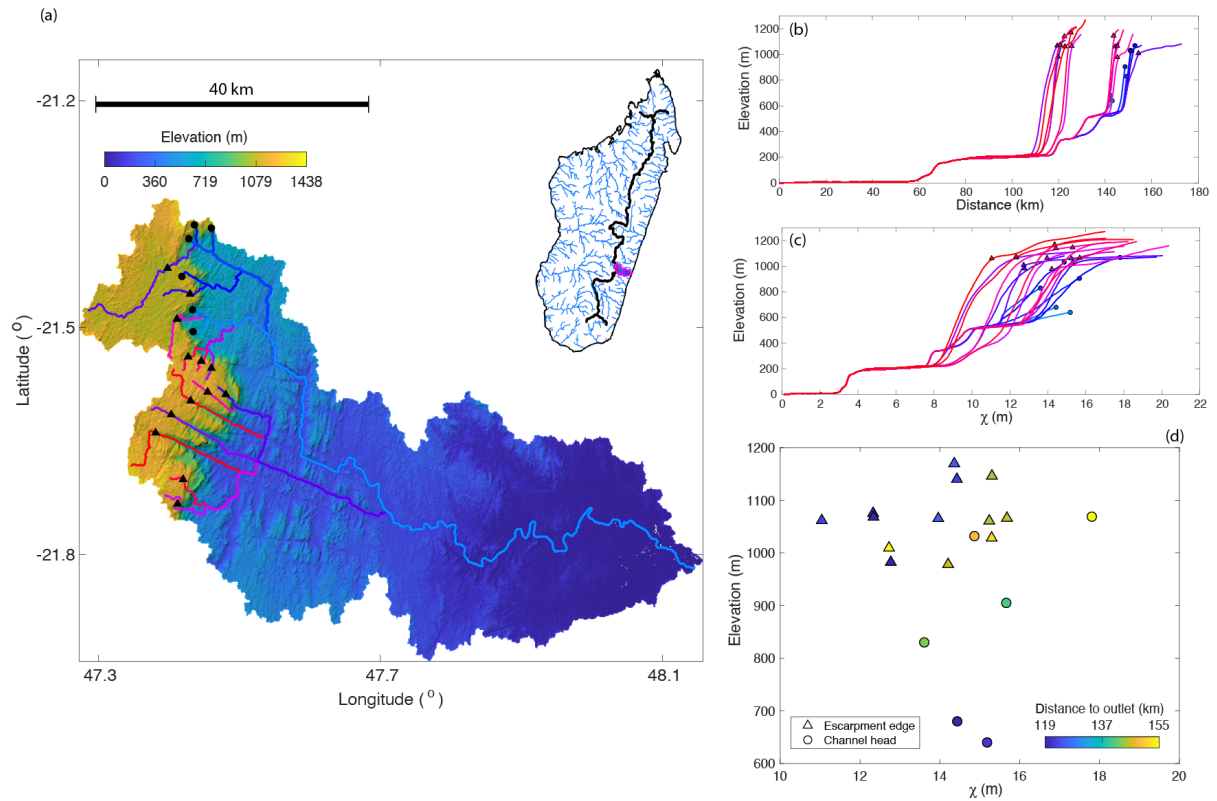 (a)
40 km
Elevation (m)
0 360 719 1079 1438
-21.2
-21.5
-21.8
Latitude (°)
47.3 47.7 48.1
Longitude (°)
(b)
Elevation (m)
1200
1000
800
600
400
200
0
0 20 40 60 80 100 120 140 160 180
Distance (km)
(c)
Elevation (m)
1200
1000
800
600
400
200
0
0 2 4 6 8 10 12 14 16 18 20 22
χ (m)
(d)
Elevation (m)
1200
1100
1000
900
800
700
600
Escarpment edge
Channel head
Distance to outlet (km)
119 137 155
10 12 14 16 18 20
χ (m)